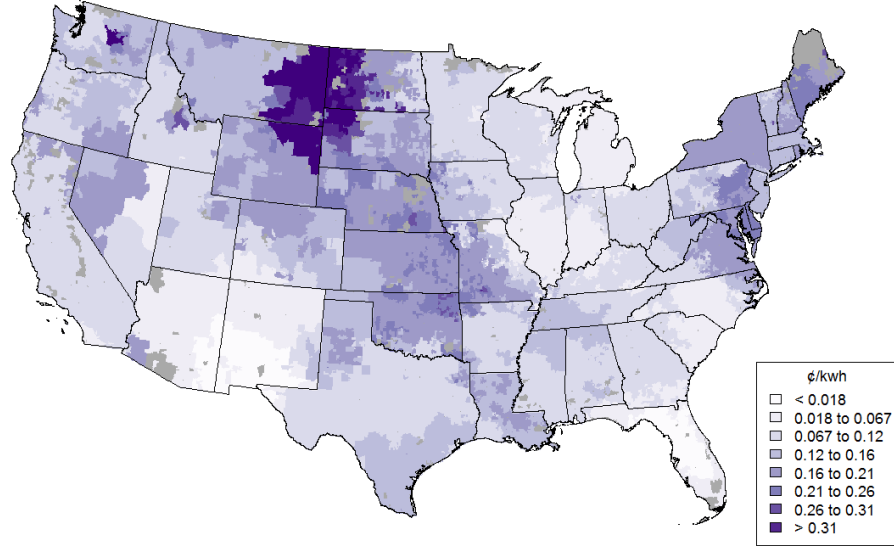 ¢/kwh
< 0.018
0.018 to 0.067
0.067 to 0.12
0.12 to 0.16
0.16 to 0.21
0.21 to 0.26
0.26 to 0.31
> 0.31